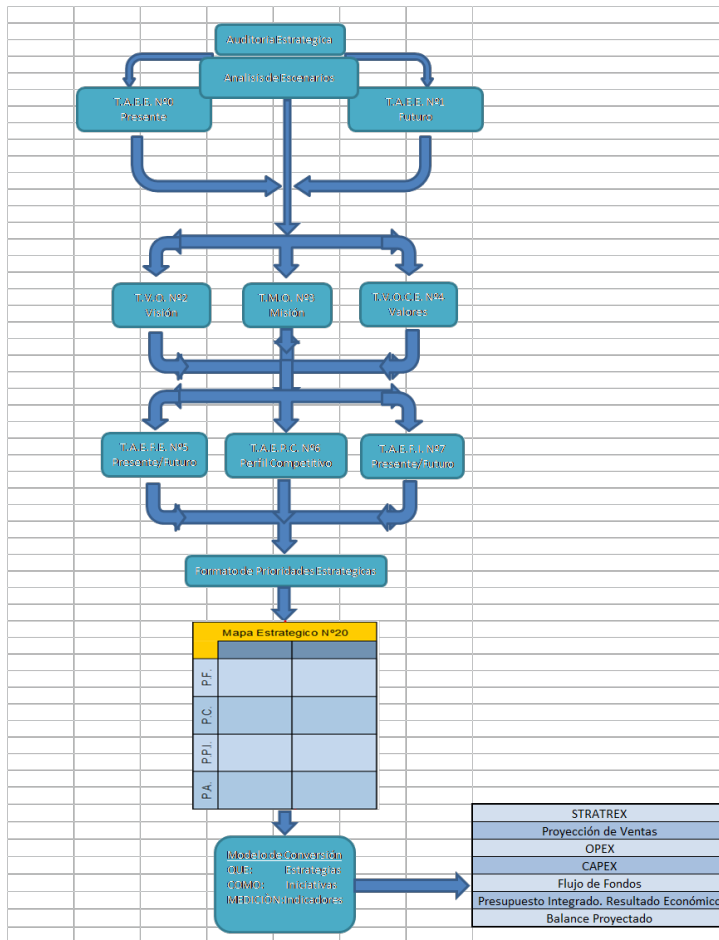 Auditoria Estrategica
Analisis de Escenarios
T.A.E.E. Nº0
Presente
T.A.E.E. Nº1
Futuro
T.V.O. Nº2
Visión
T.M.O. Nº3
Misión
T.V.O.C.E. Nº4
Valores
T.A.E.F.E. Nº5
Presente/Futuro
T.A.E.P.C. Nº6
Perfil Competitivo
T.A.E.F.I. Nº7
Presente/Futuro
Formato de Prioridades Estrategicas
Mapa Estrategico Nº20
P.F.
P.C.
P.P.I.
P.A.
Modelo de Conversión
QUE: Estrategias
COMO: Iniciativas
MEDICIÓN: Indicadores
STRATREX
Proyección de Ventas
OPEX
CAPEX
Flujo de Fondos
Presupuesto Integrado. Resultado Económico
Balance Proyectado